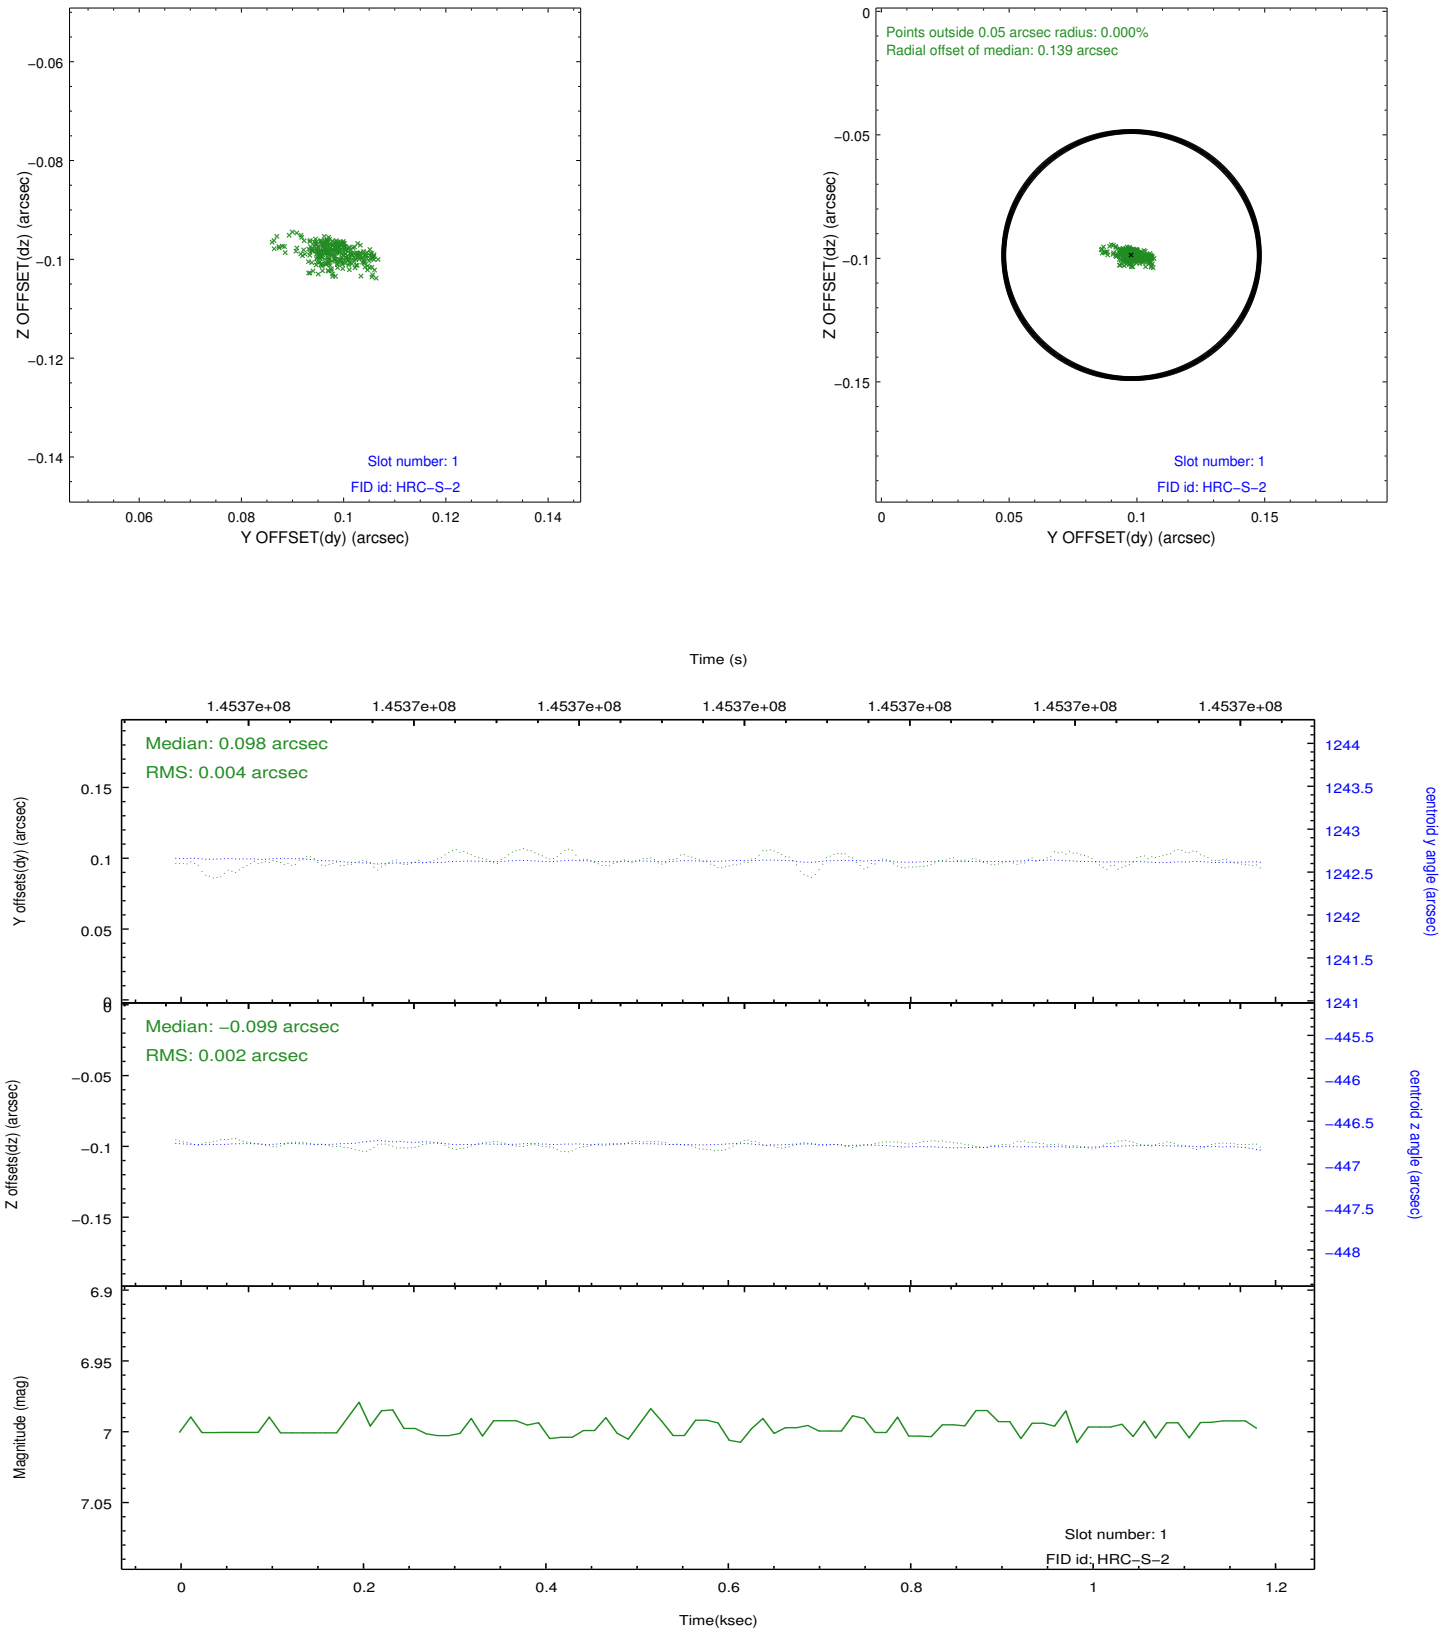 −0.06
−0.08
−0.1
−0.12
−0.14
Z OFFSET(dz) (arcsec)
Slot number: 1
FID id: HRC−S−2
0.06 0.08 0.1 0.12 0.14
Y OFFSET(dy) (arcsec)
Points outside 0.05 arcsec radius: 0.000%
Radial offset of median: 0.139 arcsec
0
−0.05
−0.1
−0.15
Z OFFSET(dz) (arcsec)
Slot number: 1
FID id: HRC−S−2
0 0.05 0.1 0.15
Y OFFSET(dy) (arcsec)
Time (s)
1.4537e+08 1.4537e+08 1.4537e+08 1.4537e+08 1.4537e+08 1.4537e+08 1.4537e+08
Median: 0.098 arcsec
RMS: 0.004 arcsec
0.15
0.1
0.05
0
Y offsets(dy) (arcsec)
1244
1243.5
1243
1242.5
1242
1241.5
1241
centroid y angle (arcsec)
Median: −0.099 arcsec
RMS: 0.002 arcsec
0
−0.05
−0.1
−0.15
Z offsets(dz) (arcsec)
−445.5
−446
−446.5
−447
−447.5
−448
centroid z angle (arcsec)
6.9
6.95
7
7.05
Magnitude (mag)
Slot number: 1
FID id: HRC−S−2
0 0.2 0.4 0.6 0.8 1 1.2
Time(ksec)